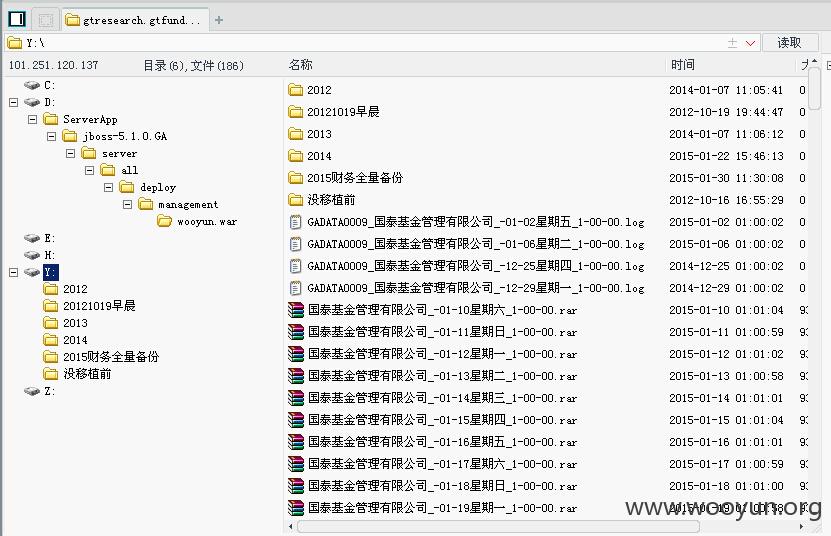 gtresearch.gtfund...
Y:\
读取
101.251.120.137 目录(6),文件(186) 名称 时间
C:
D:
ServerApp
jboss-5.1.0.GA
server
all
deploy
management
wooyun.war
E:
H:
Y:
2012
20121019早晨
2013
2014
2015财务全量备份
没移植前
Z:
2012 2014-01-07 11:05:41 0
20121019早晨 2012-10-19 19:44:47 0
2013 2014-01-07 11:06:12 0
2014 2015-01-22 15:46:13 0
2015财务全量备份 2015-01-30 11:30:08 0
没移植前 2012-10-16 16:55:29 0
GADATA0009_国泰基金管理有限公司_-01-02星期五_1-00-00.log 2015-01-02 01:00:02 0
GADATA0009_国泰基金管理有限公司_-01-06星期二_1-00-00.log 2015-01-06 01:00:02 0
GADATA0009_国泰基金管理有限公司_-12-25星期四_1-00-00.log 2014-12-25 01:00:02 0
GADATA0009_国泰基金管理有限公司_-12-29星期一_1-00-00.log 2014-12-29 01:00:02 0
国泰基金管理有限公司_-01-10星期六_1-00-00.rar 2015-01-10 01:01:04
国泰基金管理有限公司_-01-11星期日_1-00-00.rar 2015-01-11 01:00:59
国泰基金管理有限公司_-01-12星期一_1-00-00.rar 2015-01-12 01:01:02
国泰基金管理有限公司_-01-13星期二_1-00-00.rar 2015-01-13 01:00:58
国泰基金管理有限公司_-01-14星期三_1-00-00.rar 2015-01-14 01:01:01
国泰基金管理有限公司_-01-15星期四_1-00-00.rar 2015-01-15 01:01:04
国泰基金管理有限公司_-01-16星期五_1-00-00.rar 2015-01-16 01:01:01
国泰基金管理有限公司_-01-17星期六_1-00-00.rar 2015-01-17 01:00:59
国泰基金管理有限公司_-01-18星期日_1-00-00.rar 2015-01-18 01:01:00
国泰基金管理有限公司_-01-19星期一_1-00-00.rar 2015-01-19 01:00:58
www.wooyun.org